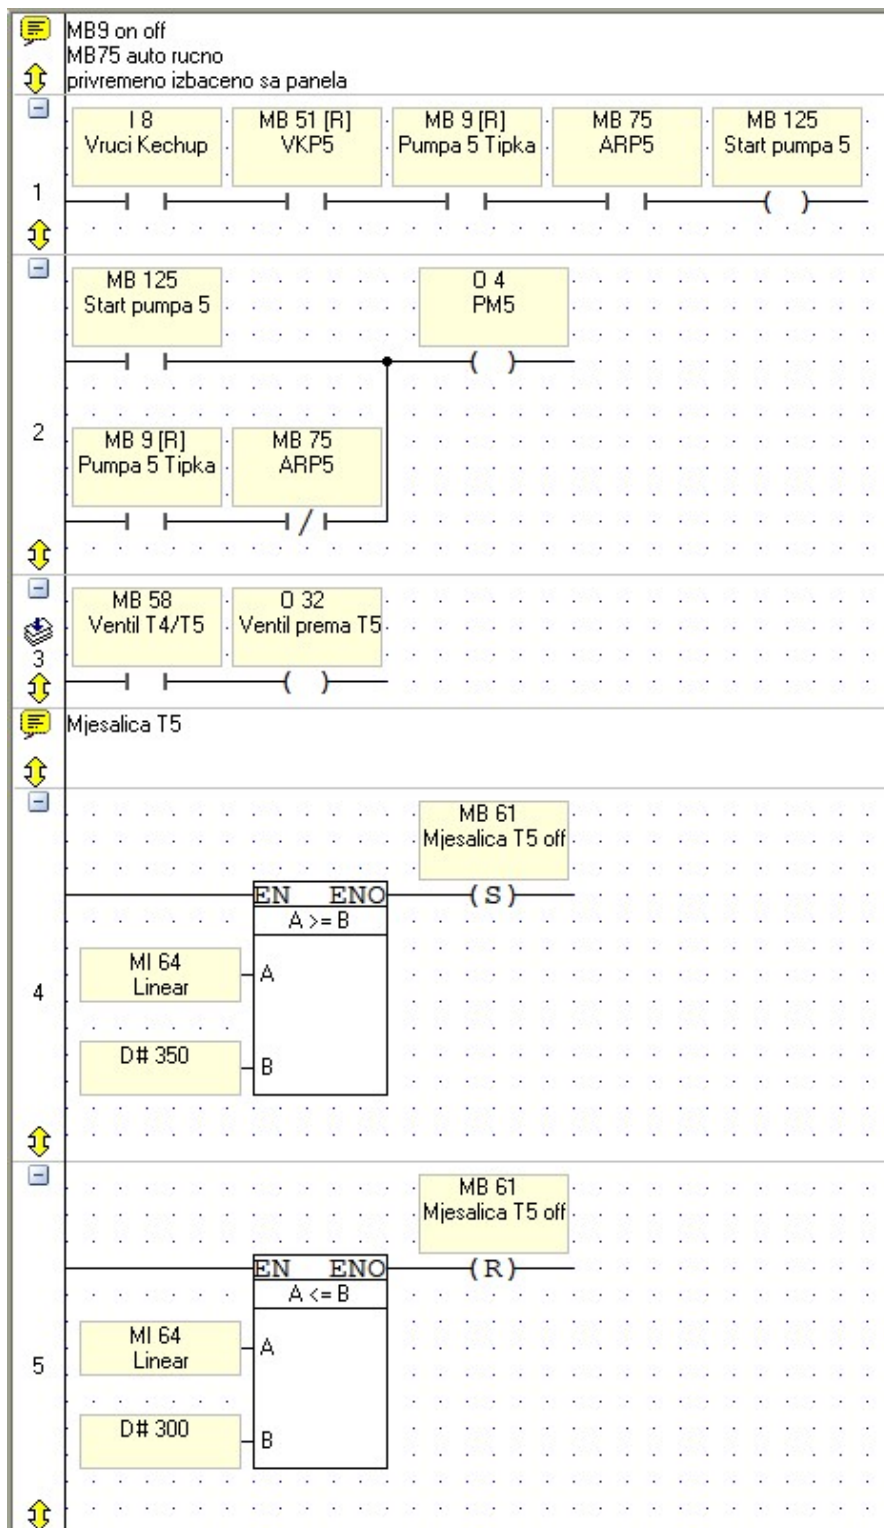 MB9 on off
MB75 auto rucno
privremeno izbaceno sa panela
1
I 8
Vruci Kechup
MB 51 [R]
VKP5
MB 9 [R]
Pumpa 5 Tipka
MB 75
ARP5
MB 125
Start pumpa 5
2
MB 125
Start pumpa 5
O 4
PM5
MB 9 [R]
Pumpa 5 Tipka
MB 75
ARP5
3
MB 58
Ventil T4/T5
O 32
Ventil prema T5
Mjesalica T5
4
MB 61
Mjesalica T5 off
EN ENO
S
A >= B
MI 64
Linear
A
D# 350
B
5
MB 61
Mjesalica T5 off
EN ENO
R
A <= B
MI 64
Linear
A
D# 300
B